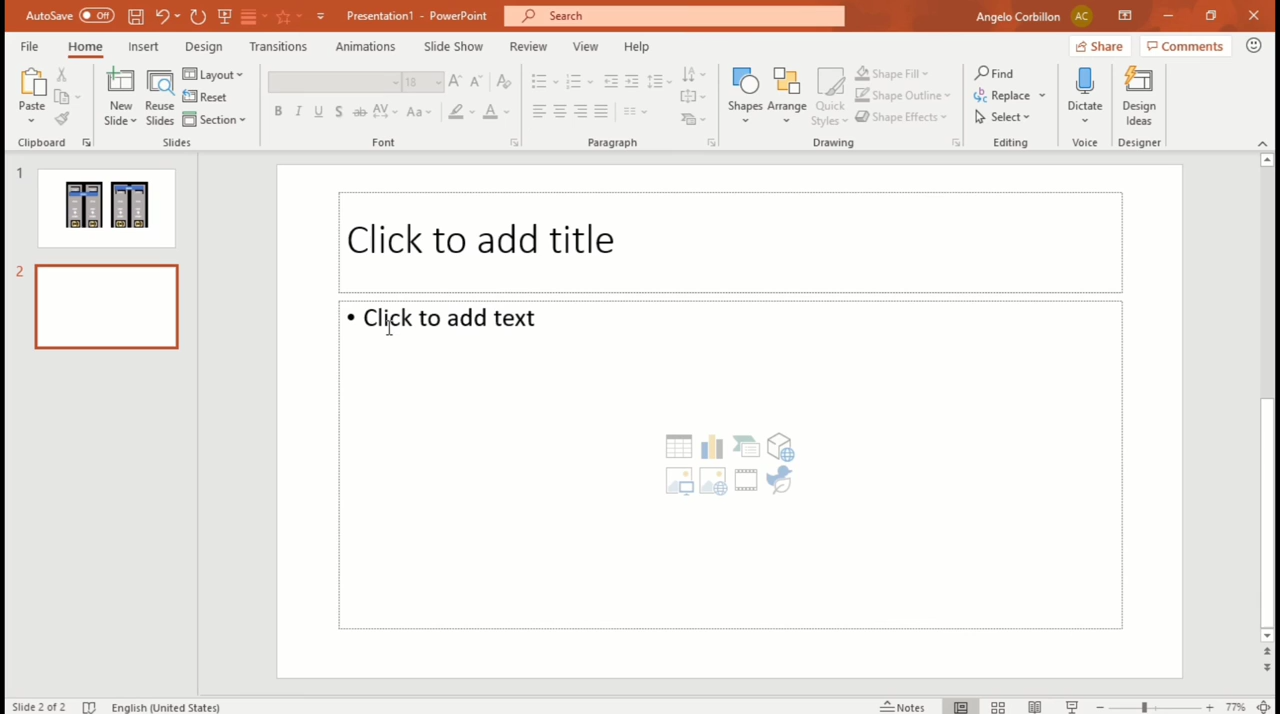 AutoSave Off Presentation1 - PowerPoint Search Angelo Corbillon AC
File Home Insert Design Transitions Animations Slide Show Review View Help Share Comments
Paste
Clipboard
New Slide
Reuse Slides
Layout
Reset
Section
Slides
18
B I U S ab AV Aa A
Font
Paragraph
Shapes
Arrange
Quick Styles
Shape Fill
Shape Outline
Shape Effects
Drawing
Find
Replace
Select
Editing
Dictate
Voice
Design Ideas
Designer
1
2
Click to add title
• Click to add text
Slide 2 of 2 English (United States) Notes 77%